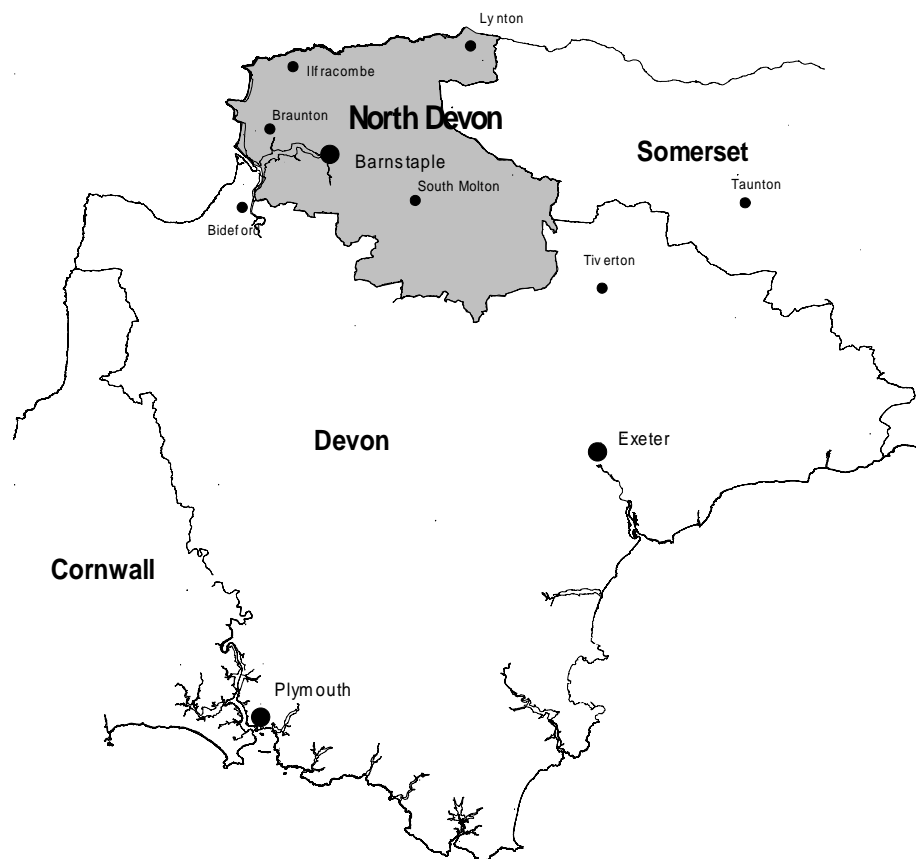 Lynton
Ilfracombe
Braunton
North Devon
Barnstaple
Somerset
South Molton
Taunton
Bideford
Tiverton
Devon
Exeter
Cornwall
Plymouth